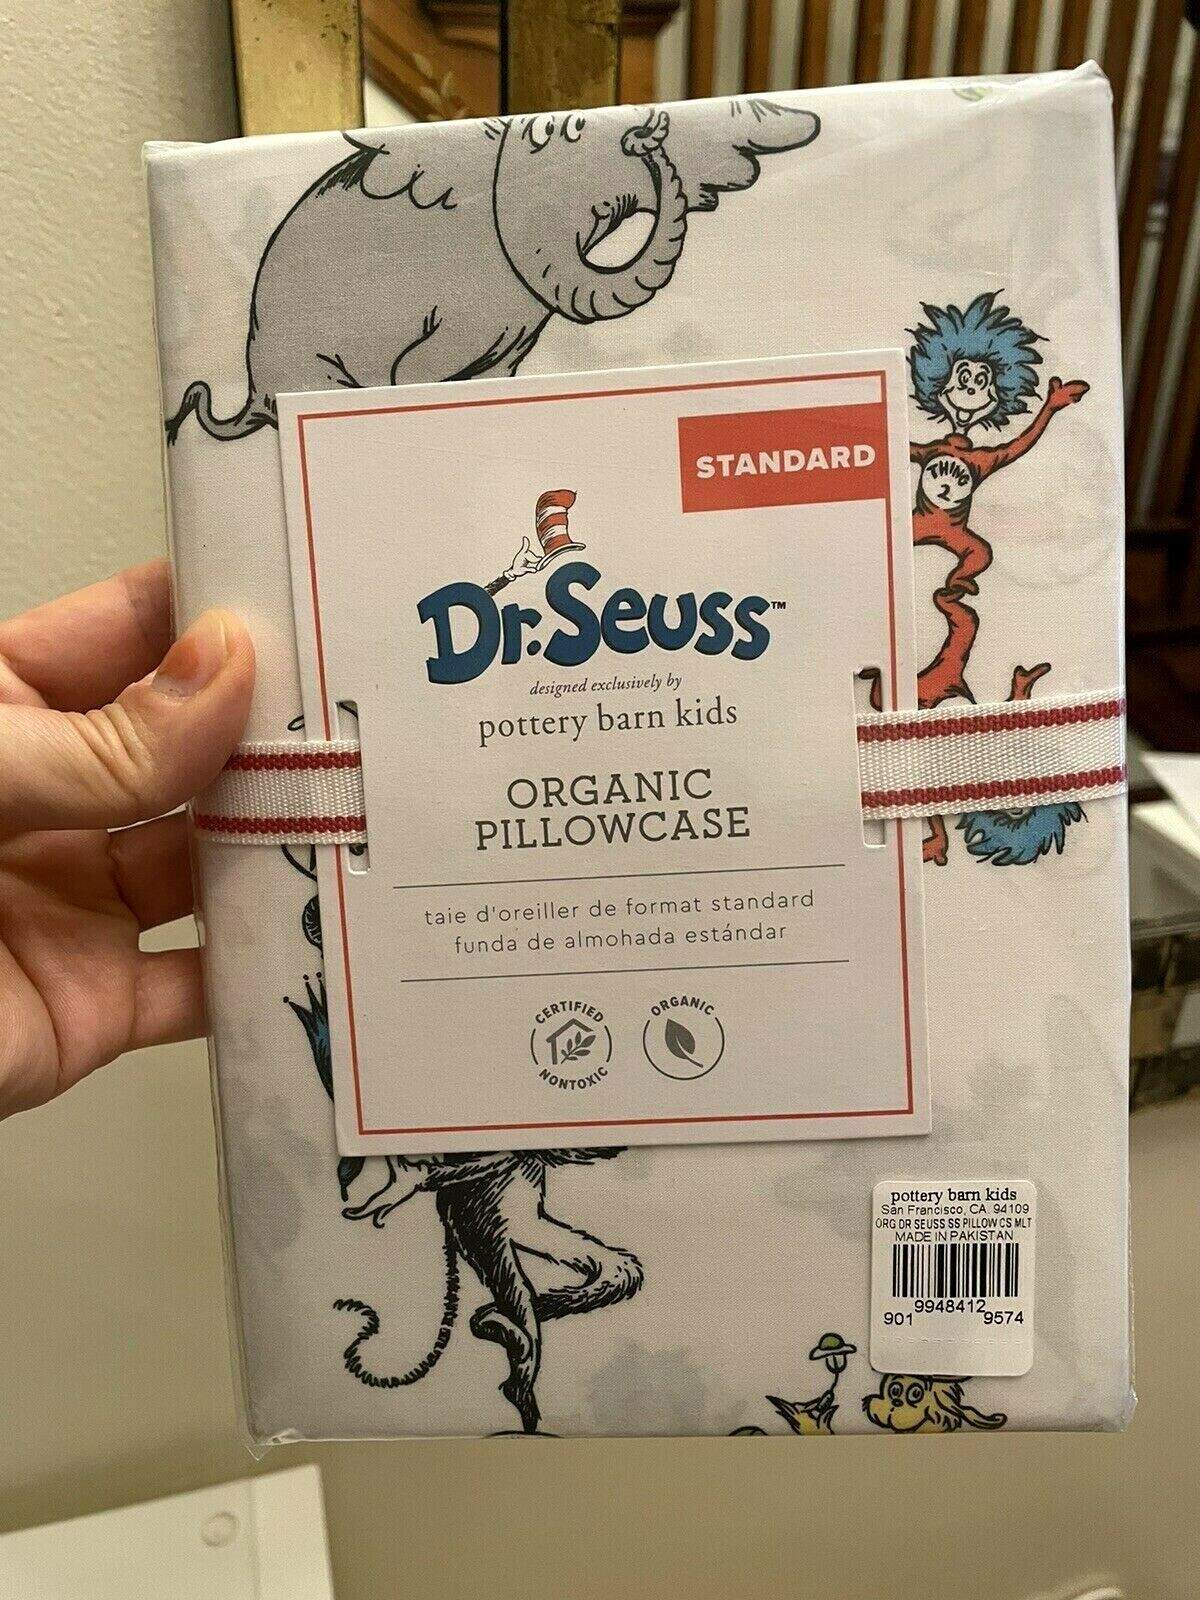 THING
2
STANDARD
Dr. Seuss™
designed exclusively by
pottery barn kids
ORGANIC
PILLOWCASE
taie d'oreiller de format standard
funda de almohada estándar
CERTIFIED
NONTOXIC
ORGANIC
pottery barn kids
San Francisco, CA 94109
ORG DR SEUSS SS PILLOW CS MLT
MADE IN PAKISTAN
901 9948412 9574